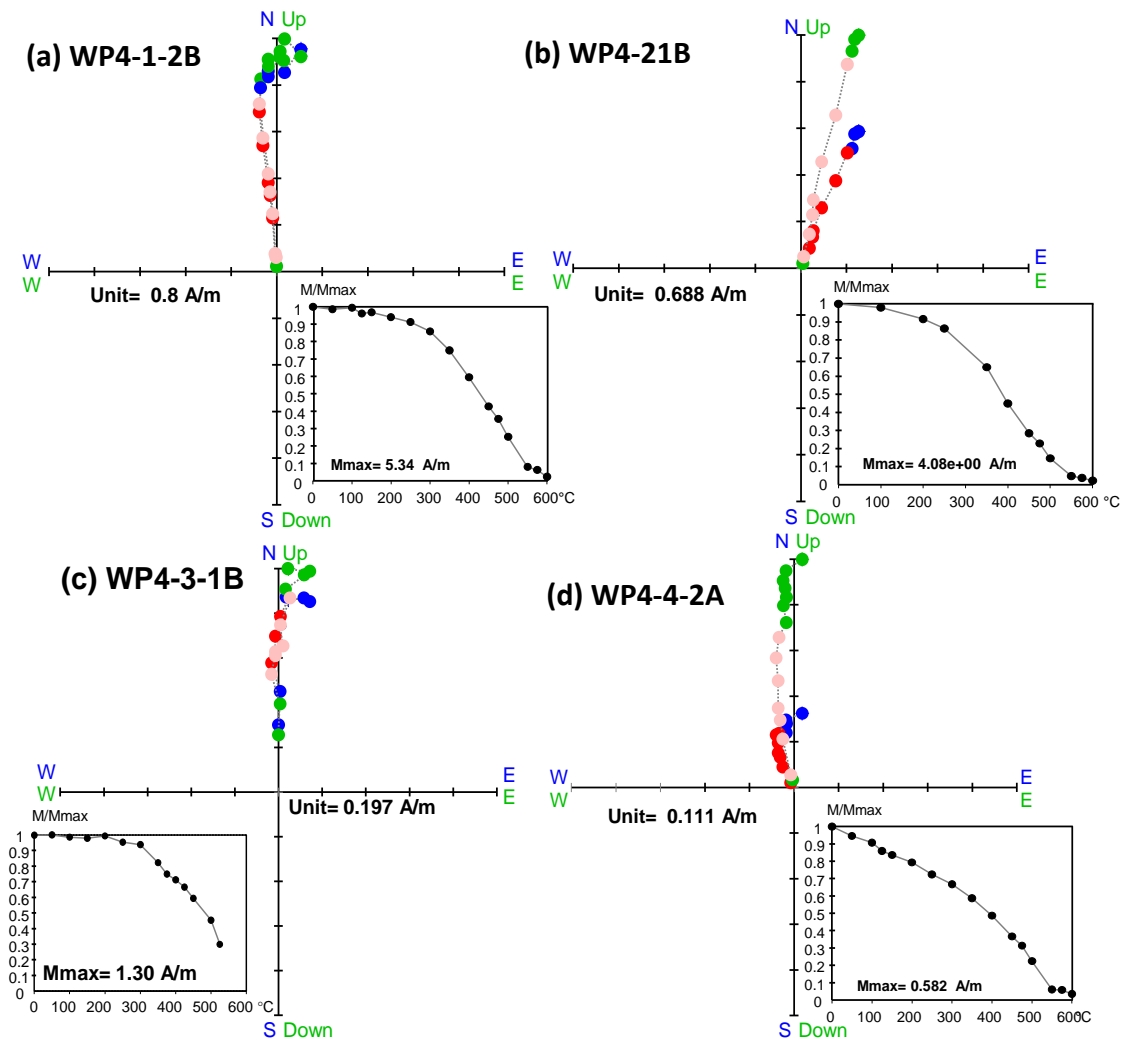 N Up
(a) WP4-1-2B
W E
W E
Unit= 0.8 A/m
M/Mmax
1
0.9
0.8
0.7
0.6
0.5
0.4
0.3
0.2
0.1
0
Mmax= 5.34 A/m
0 100 200 300 400 500 600 °C
S Down
N Up
(b) WP4-21B
W E
W E
Unit= 0.688 A/m
M/Mmax
1
0.9
0.8
0.7
0.6
0.5
0.4
0.3
0.2
0.1
0
Mmax= 4.08e+00 A/m
0 100 200 300 400 500 600 °C
S Down
N Up
(c) WP4-3-1B
W E
W E
Unit= 0.197 A/m
M/Mmax
1
0.9
0.8
0.7
0.6
0.5
0.4
0.3
0.2
0.1
0
Mmax= 1.30 A/m
0 100 200 300 400 500 600 °C
S Down
N Up
(d) WP4-4-2A
W E
W E
Unit= 0.111 A/m
M/Mmax
1
0.9
0.8
0.7
0.6
0.5
0.4
0.3
0.2
0.1
0
Mmax= 0.582 A/m
0 100 200 300 400 500 600°C
S Down